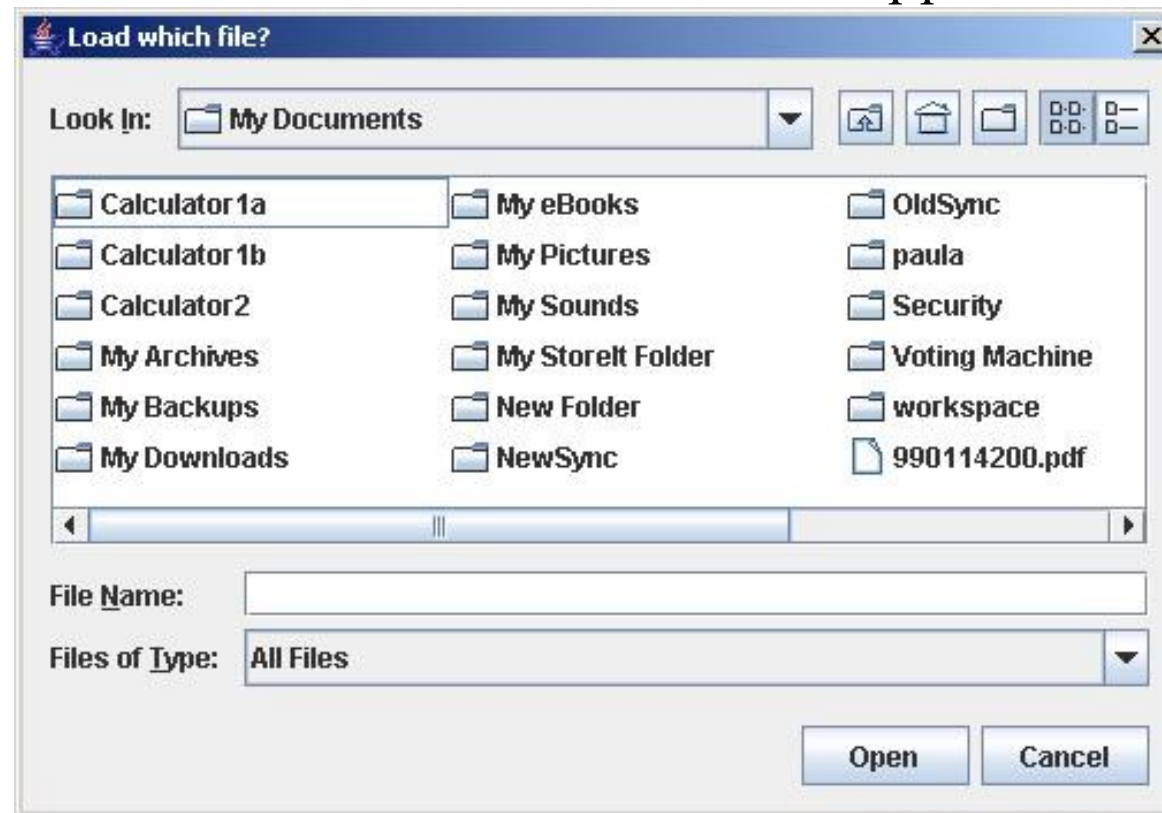 Load which file?
Look In: My Documents
Calculator1a My eBooks OldSync
Calculator1b My Pictures paula
Calculator2 My Sounds Security
My Archives My StoreIt Folder Voting Machine
My Backups New Folder workspace
My Downloads NewSync 990114200.pdf
File Name:
Files of Type: All Files
Open Cancel